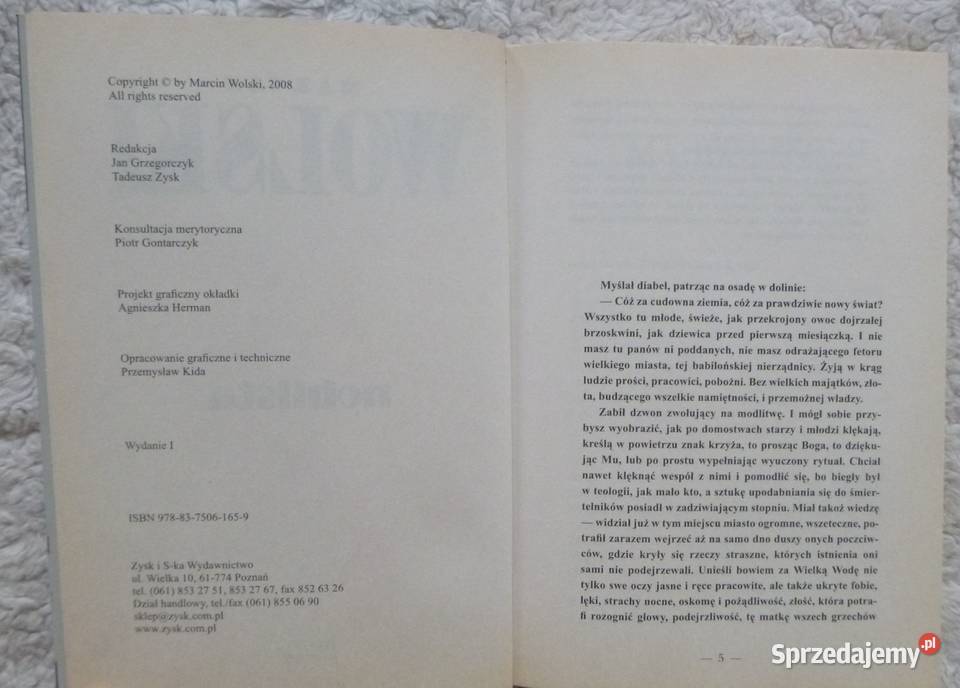 Copyright © by Marcin Wolski, 2008
All rights reserved
Redakcja
Jan Grzegorczyk
Tadeusz Zysk
Konsultacja merytoryczna
Piotr Gontarczyk
Projekt graficzny okładki
Agnieszka Herman
Opracowanie graficzne i techniczne
Przemysław Kida
Wydanie I
ISBN 978-83-7506-165-9
Zysk i S-ka Wydawnictwo
ul. Wielka 10, 61-774 Poznań
tel. (061) 853 27 51, 853 27 67, fax 852 63 26
Dział handlowy, tel./fax (061) 855 06 90
sklep@zysk.com.pl
www.zysk.com.pl
Myślał diabeł, patrząc na osadę w dolinie:
— Cóż za cudowna ziemia, cóż za prawdziwie nowy świat?
Wszystko tu młode, świeże, jak przekrojony owoc dojrzałej
brzoskwini, jak dziewica przed pierwszą miesiączką. I nie
masz tu panów ni poddanych, nie masz odrażającego fetoru
wielkiego miasta, tej babilońskiej nierządnicy. Żyją w krąg
ludzie prości, pracowici, pobożni. Bez wielkich majątków, zło-
ta, budzącego wszelkie namiętności, i przemożnej władzy.
Zabił dzwon zwołujący na modlitwę. I mógł sobie przy-
bysz wyobrazić, jak po domostwach starzy i młodzi klękają,
kreślą w powietrzu znak krzyża, to prosząc Boga, to dzięku-
jąc Mu, lub po prostu wypełniając wyuczony rytuał. Chciał
nawet klęknąć wespół z nimi i pomodlić się, bo biegły był
w teologii, jak mało kto, a sztukę upodabniania się do śmier-
telników posiadł w zadziwiającym stopniu. Miał takoż wiedzę
— widział już w tym miejscu miasto ogromne, wszeteczne, po-
trafił zarazem wejrzeć aż na samo dno duszy onych poczciw-
ców, gdzie kryły się rzeczy straszne, których istnienia oni
sami nie podejrzewali. Unieśli bowiem za Wielką Wodę nie
tylko swe oczy jasne i ręce pracowite, ale także ukryte fobie,
lęki, strachy nocne, oskomę i pożądliwość, złość, która potra-
fi rozognić głowy, podejrzliwość, tę matkę wszech grzechów
— 5 —
Sprzedajemy.pl